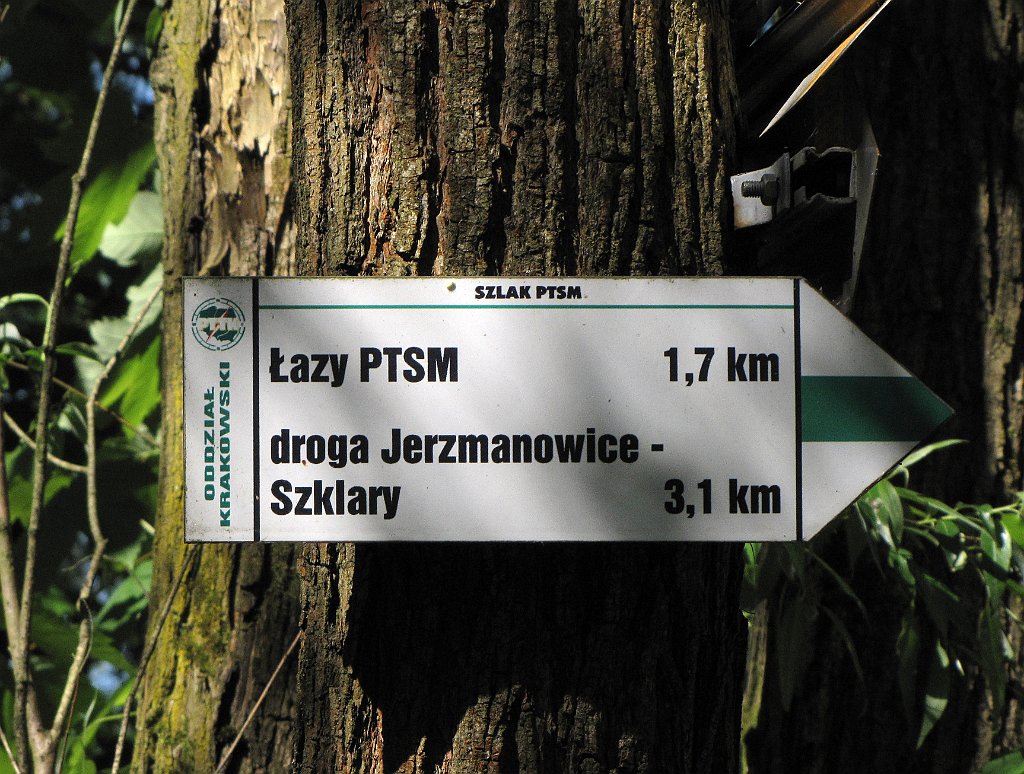 SZLAK PTSM
ODDZIAŁ
KRAKOWSKI
Łazy PTSM 1,7 km
droga Jerzmanowice -
Szklary 3,1 km